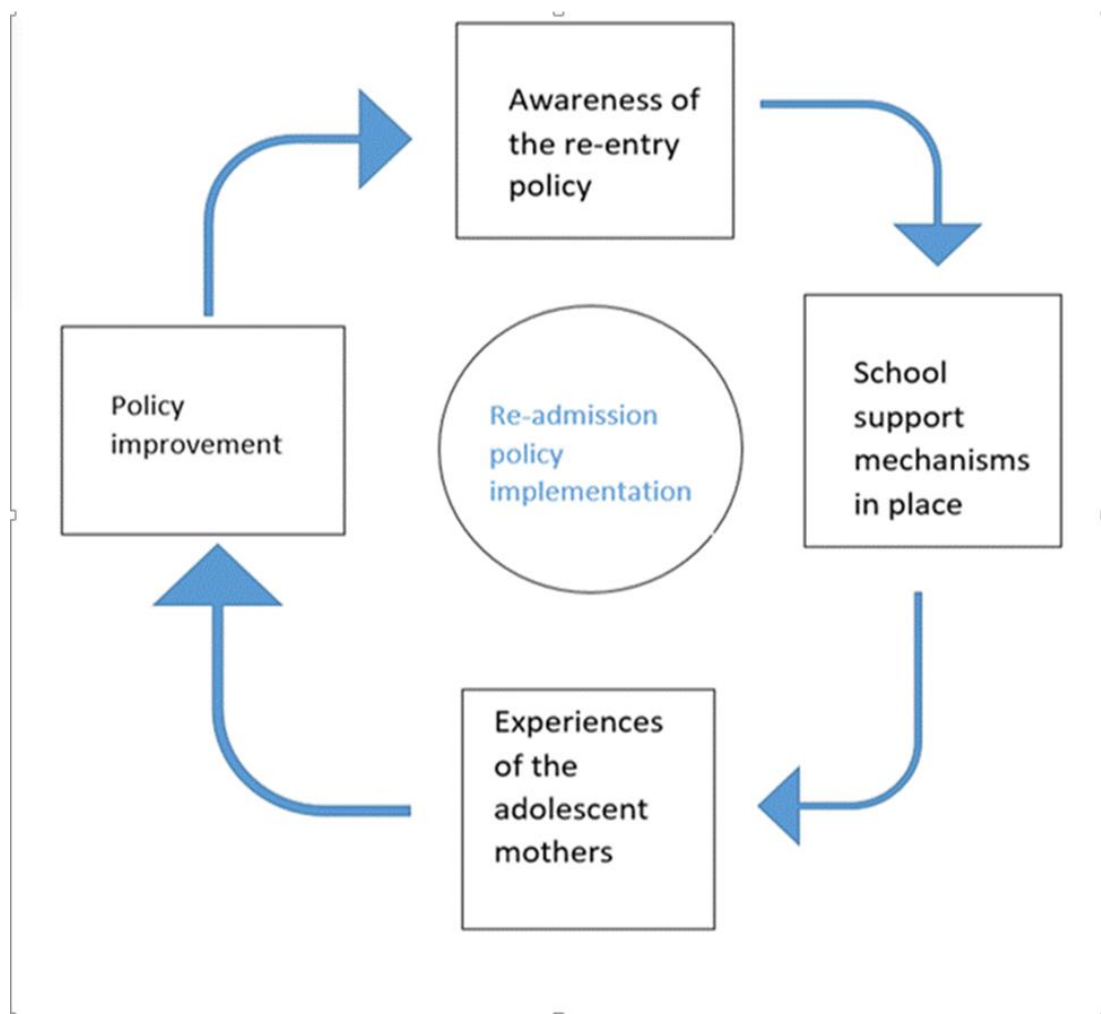 Awareness of
the re-entry
policy
School
support
mechanisms
in place
Experiences
of the
adolescent
mothers
Policy
improvement
Re-admission
policy
implementation